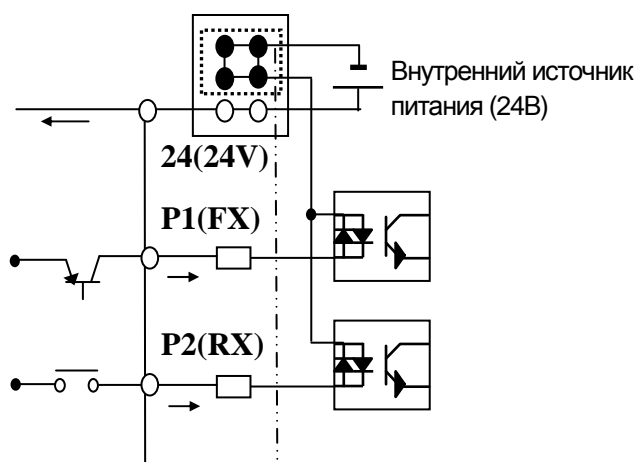 Внутренний источник
питания (24В)
24(24V)
P1(FX)
P2(RX)